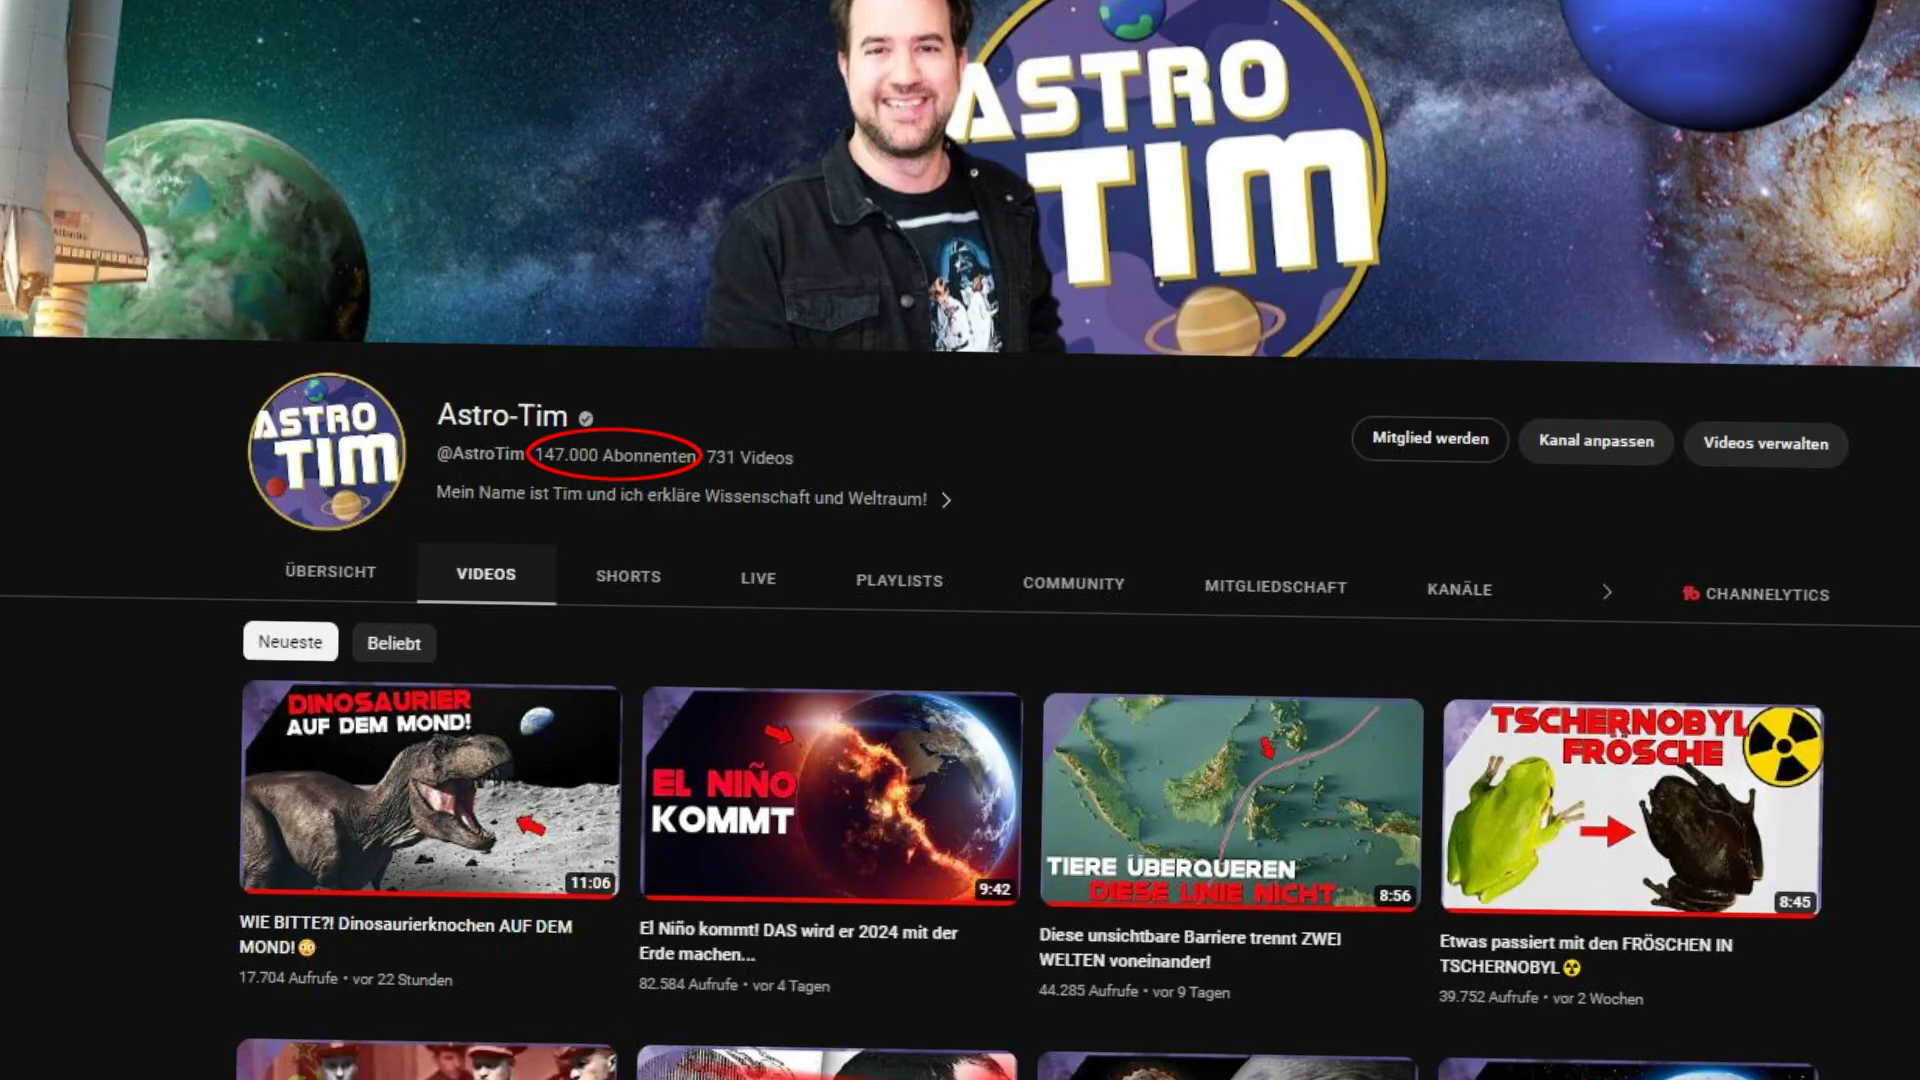 ASTRO
TIM
ASTRO
TIM
Astro-Tim
@AstroTim 147.000 Abonnenten 731 Videos
Mein Name ist Tim und ich erkläre Wissenschaft und Weltraum!
Mitglied werden
Kanal anpassen
Videos verwalten
ÜBERSICHT
VIDEOS
SHORTS
LIVE
PLAYLISTS
COMMUNITY
MITGLIEDSCHAFT
KANÄLE
CHANNELYTICS
Neueste
Beliebt
DINOSAURIER
AUF DEM MOND!
11:06
WIE BITTE?! Dinosaurierknochen AUF DEM
MOND!😳
17.704 Aufrufe • vor 22 Stunden
EL NIÑO
KOMMT
9:42
El Niño kommt! DAS wird er 2024 mit der
Erde machen...
82.584 Aufrufe • vor 4 Tagen
TIERE ÜBERQUEREN
DIESE LINIE NICHT
8:56
Diese unsichtbare Barriere trennt ZWEI
WELTEN voneinander!
44.285 Aufrufe • vor 9 Tagen
TSCHERNOBYL
FRÖSCHE
8:45
Etwas passiert mit den FRÖSCHEN IN
TSCHERNOBYL☢
39.752 Aufrufe • vor 2 Wochen